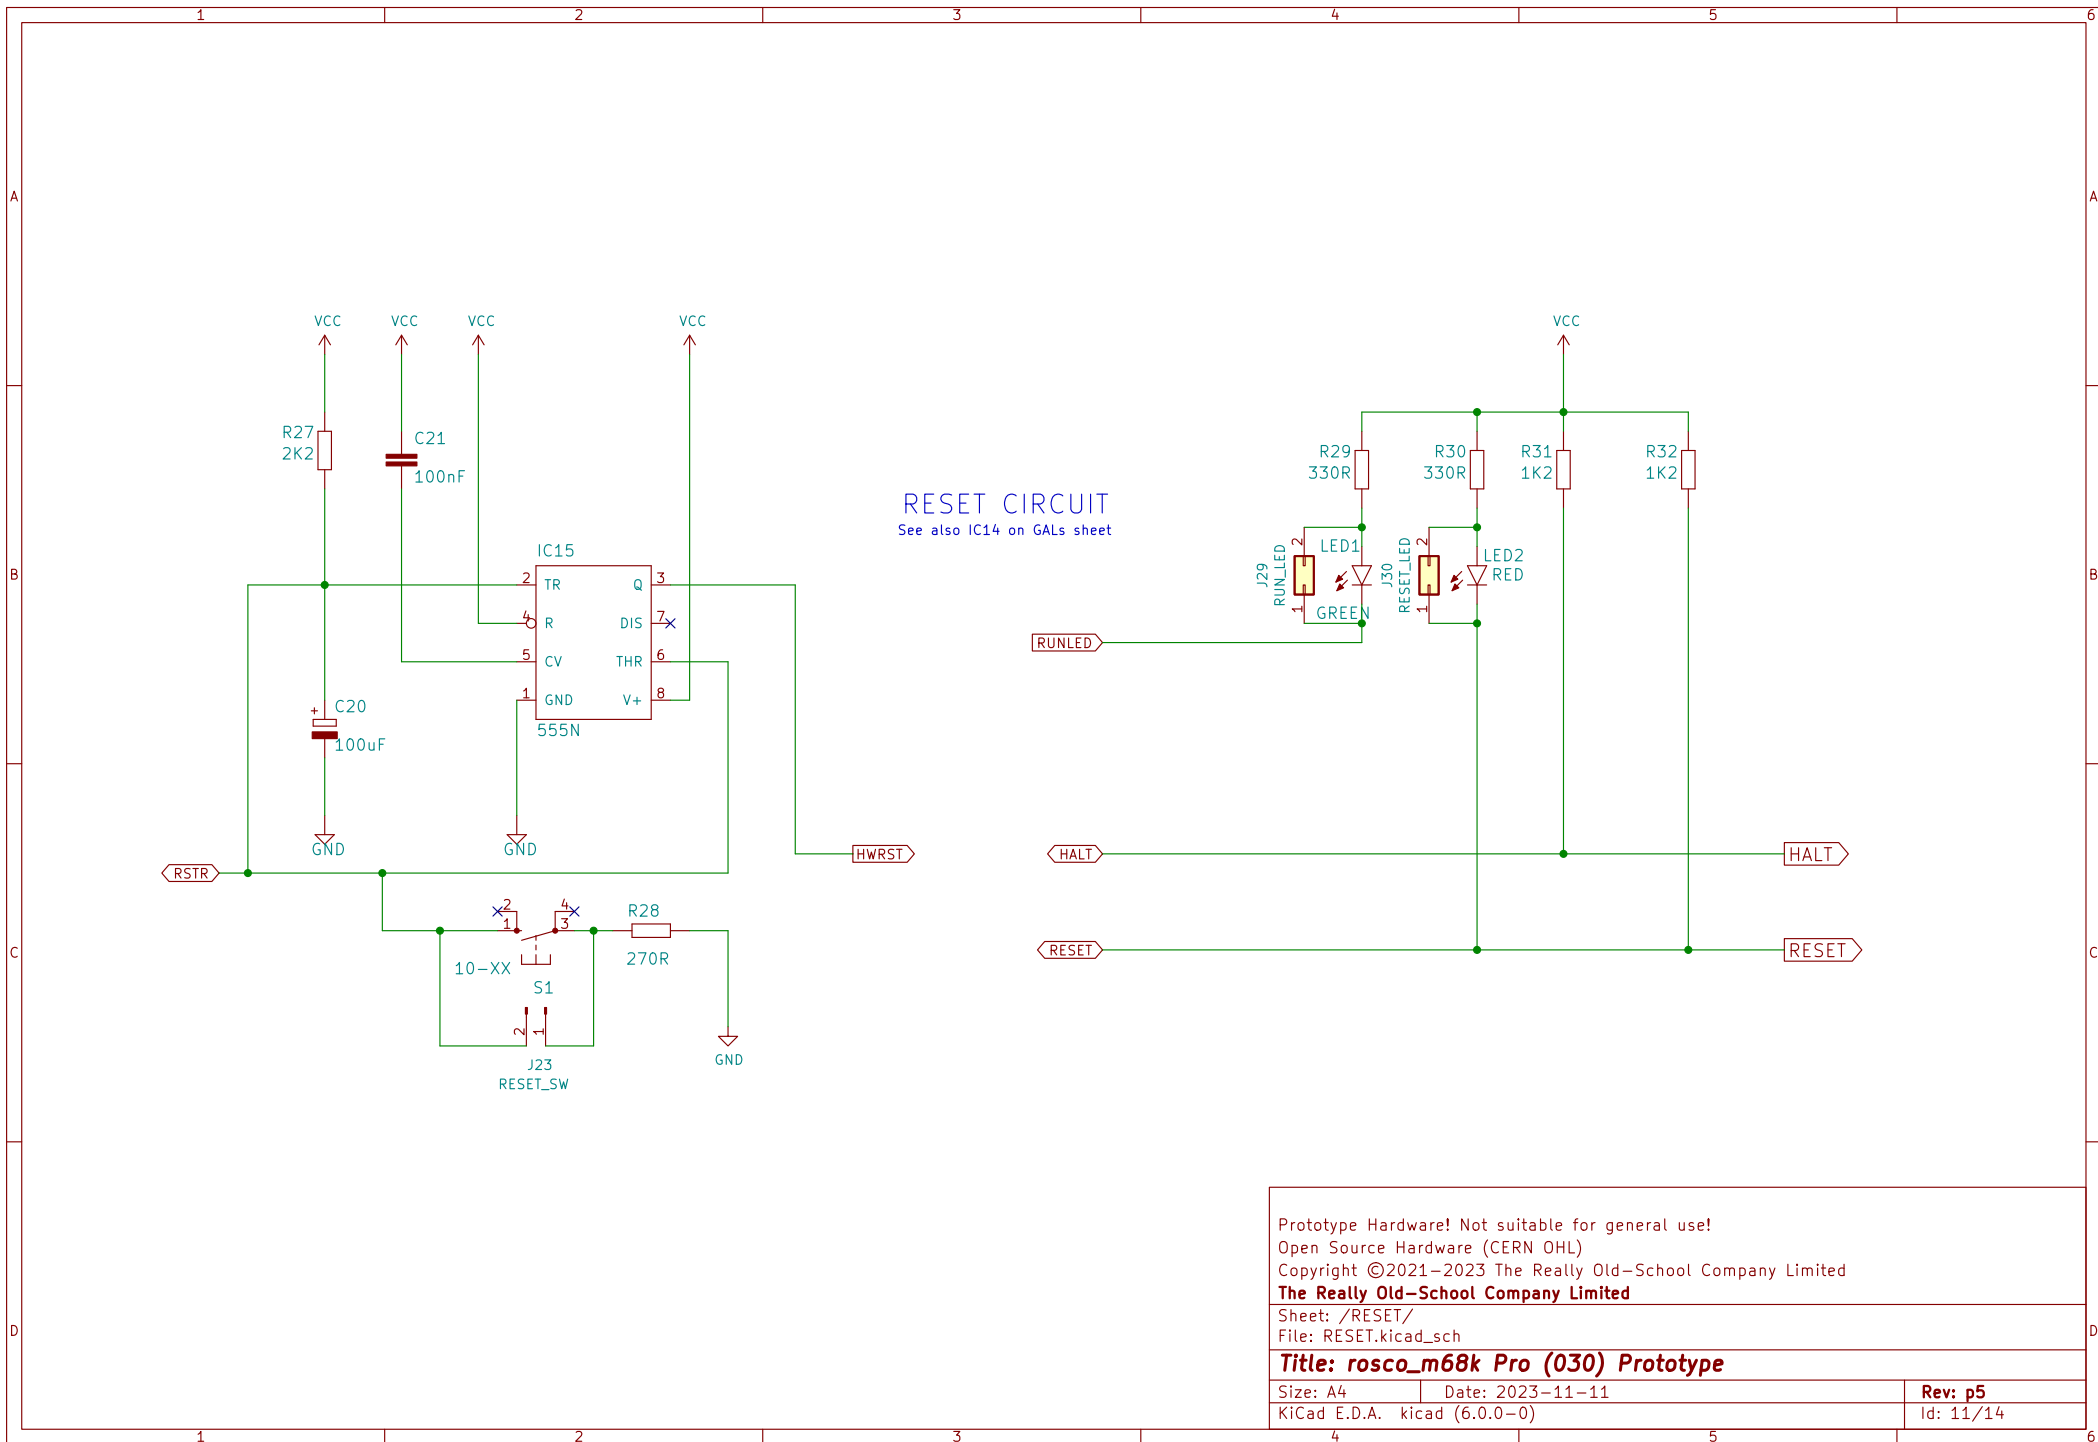 1 2 3 4 5 6
A A
VCC VCC VCC VCC VCC
R27
2K2
C21
100nF
R29
330R
R30
330R
R31
1K2
R32
1K2
RESET CIRCUIT
See also IC14 on GALs sheet
B B
IC15
2 TR Q 3
4 R DIS 7
5 CV THR 6
1 GND V+ 8
555N
J29
RUN_LED
2
1
LED1
GREEN
J30
RESET_LED
2
1
LED2
RED
RUNLED
C20
100uF
+
GND GND
HWRST
HALT HALT
RSTR
2 4
1 3
R28
270R
10-XX
S1
RESET RESET
C C
2 1
J23
RESET_SW
GND
Prototype Hardware! Not suitable for general use!
Open Source Hardware (CERN OHL)
Copyright ©2021-2023 The Really Old-School Company Limited
The Really Old-School Company Limited
Sheet: /RESET/
File: RESET.kicad_sch
D D
Title: rosco_m68k Pro (030) Prototype
Size: A4 Date: 2023-11-11 Rev: p5
KiCad E.D.A. kicad (6.0.0-0) Id: 11/14
1 2 3 4 5 6